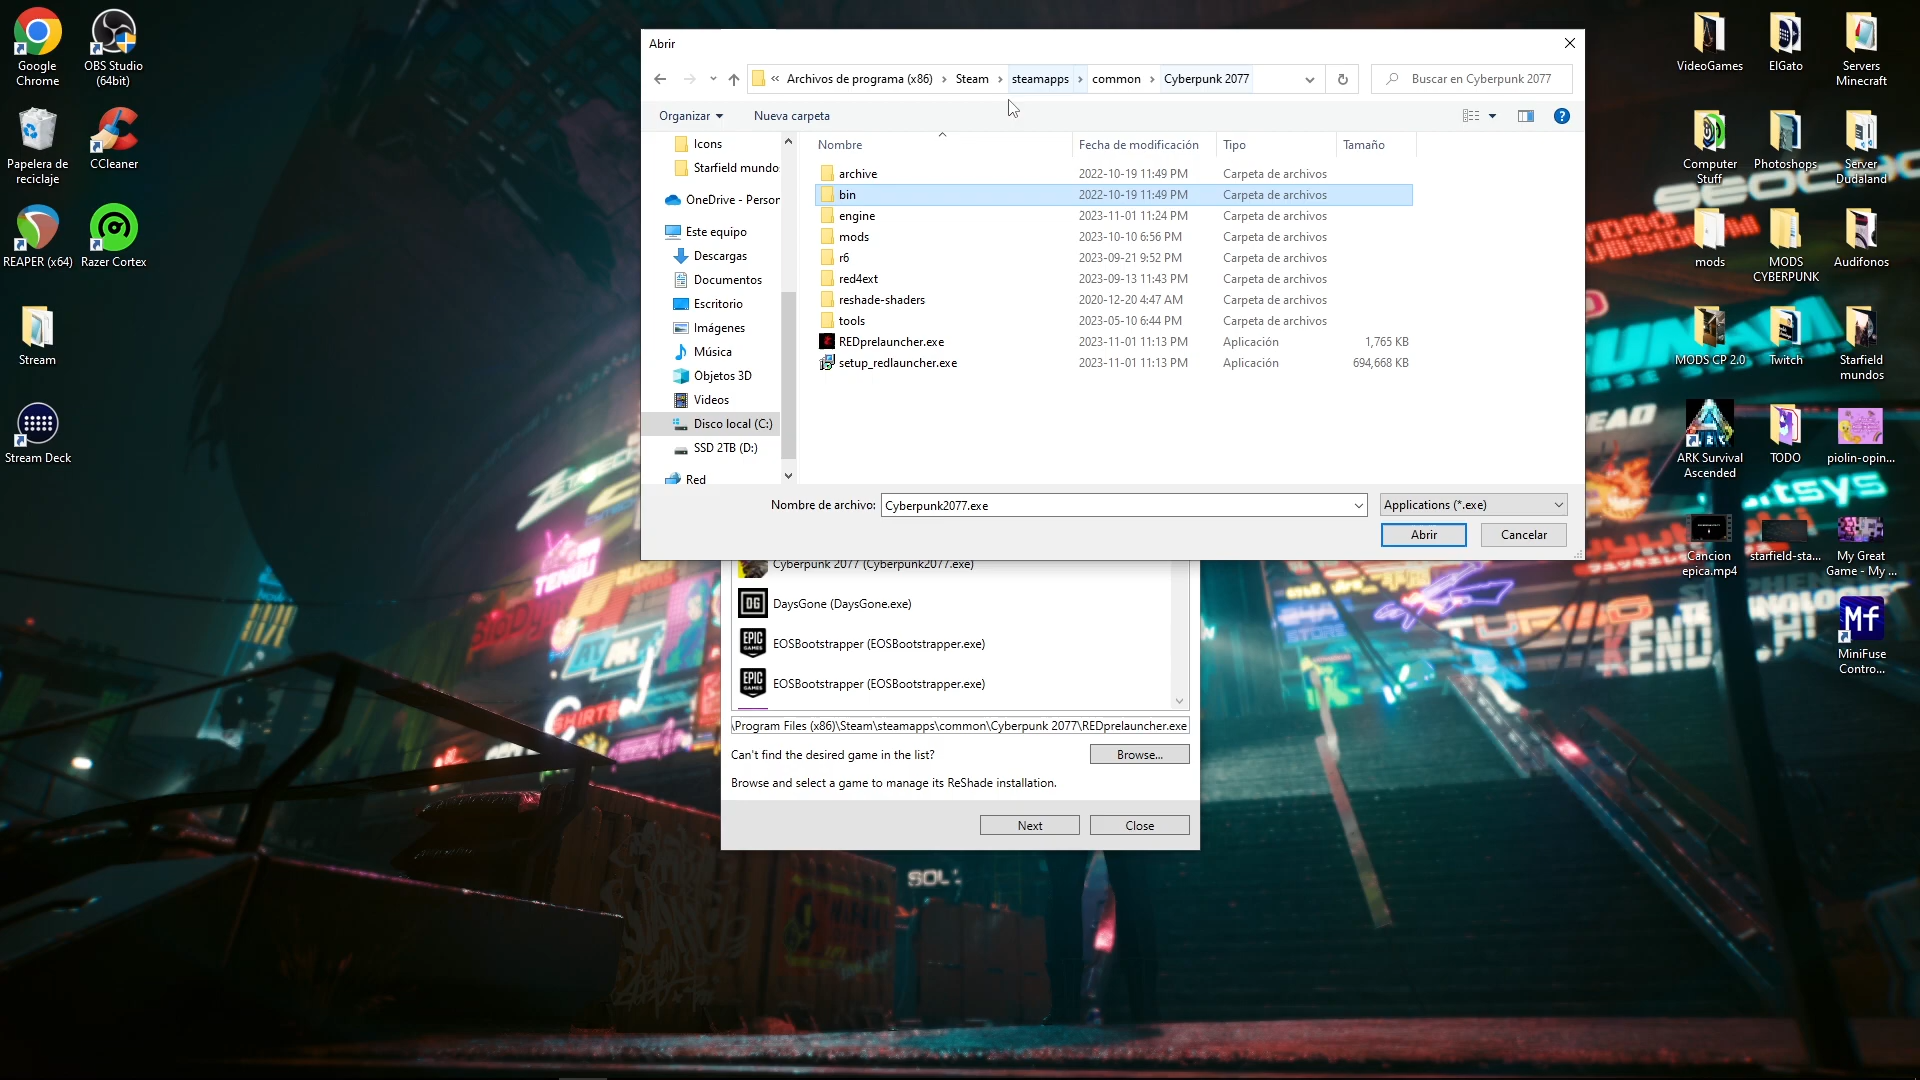 Google
Chrome
OBS Studio
(64bit)
Papelera de
reciclaje
CCleaner
REAPER (x64)
Razer Cortex
Stream
Stream Deck
Abrir
« Archivos de programa (x86) › Steam › steamapps › common › Cyberpunk 2077
Buscar en Cyberpunk 2077
Organizar
Nueva carpeta
Icons
Starfield mundo
OneDrive - Person
Este equipo
Descargas
Documentos
Escritorio
Imágenes
Música
Objetos 3D
Videos
Disco local (C:)
SSD 2TB (D:)
Red
Nombre Fecha de modificación Tipo Tamaño
archive 2022-10-19 11:49 PM Carpeta de archivos
bin 2022-10-19 11:49 PM Carpeta de archivos
engine 2023-11-01 11:24 PM Carpeta de archivos
mods 2023-10-10 6:56 PM Carpeta de archivos
r6 2023-09-21 9:52 PM Carpeta de archivos
red4ext 2023-09-13 11:43 PM Carpeta de archivos
reshade-shaders 2020-12-20 4:47 AM Carpeta de archivos
tools 2023-05-10 6:44 PM Carpeta de archivos
REDprelauncher.exe 2023-11-01 11:13 PM Aplicación 1,765 KB
setup_redlauncher.exe 2023-11-01 11:13 PM Aplicación 694,668 KB
Nombre de archivo: Cyberpunk2077.exe
Applications (*.exe)
Abrir
Cancelar
Cyberpunk 2077 (Cyberpunk2077.exe)
DG
DaysGone (DaysGone.exe)
EPIC
GAMES
EOSBootstrapper (EOSBootstrapper.exe)
EPIC
GAMES
EOSBootstrapper (EOSBootstrapper.exe)
\Program Files (x86)\Steam\steamapps\common\Cyberpunk 2077\REDprelauncher.exe
Can't find the desired game in the list?
Browse...
Browse and select a game to manage its ReShade installation.
Next
Close
VideoGames
ElGato
Servers
Minecraft
Computer
Stuff
Photoshops
Server
Dudaland
mods
MODS
CYBERPUNK
Audifonos
MODS CP 2.0
Twitch
Starfield
mundos
ARK
ARK Survival
Ascended
TODO
piolin-opin...
Cancion
epica.mp4
starfield-sta...
My Great
Game - My ...
Mf
MiniFuse
Contro...
TENBU
SHIRTS
SOL
TURBO
KEND